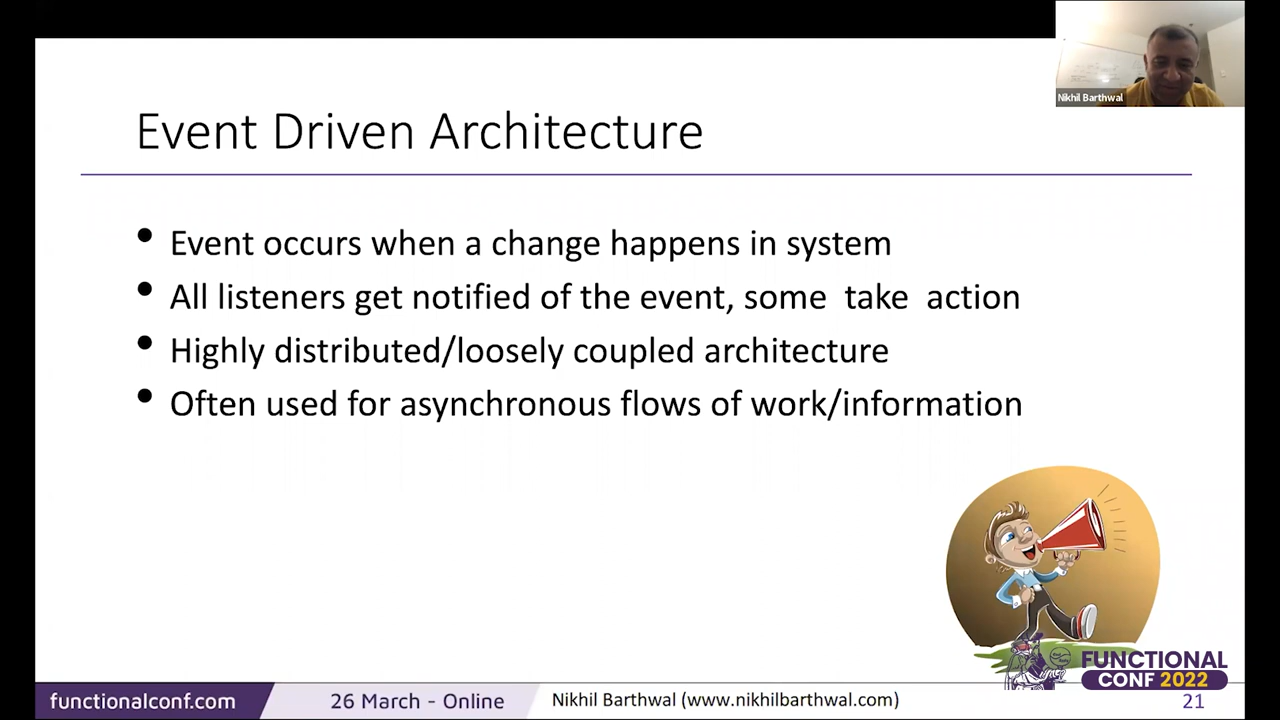 Nikhil Barthwal
Event Driven Architecture
• Event occurs when a change happens in system
• All listeners get notified of the event, some take action
• Highly distributed/loosely coupled architecture
• Often used for asynchronous flows of work/information
FUNCTIONAL
CONF 2022
functionalconf.com
26 March - Online
Nikhil Barthwal (www.nikhilbarthwal.com)
21